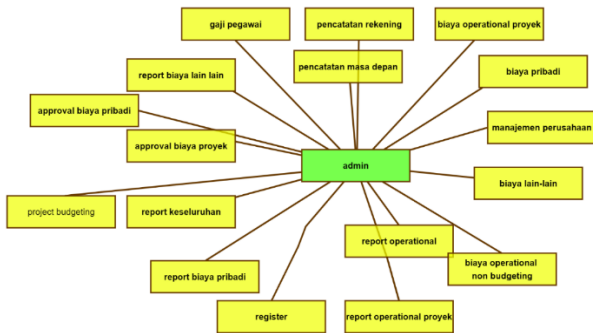 gaji pegawai
pencatatan rekening
biaya operational proyek
report biaya lain lain
pencatatan masa depan
biaya pribadi
approval biaya pribadi
approval biaya proyek
manajemen perusahaan
admin
biaya lain-lain
project budgeting
report keseluruhan
report operational
report biaya pribadi
biaya operational
non budgeting
register
report operational proyek